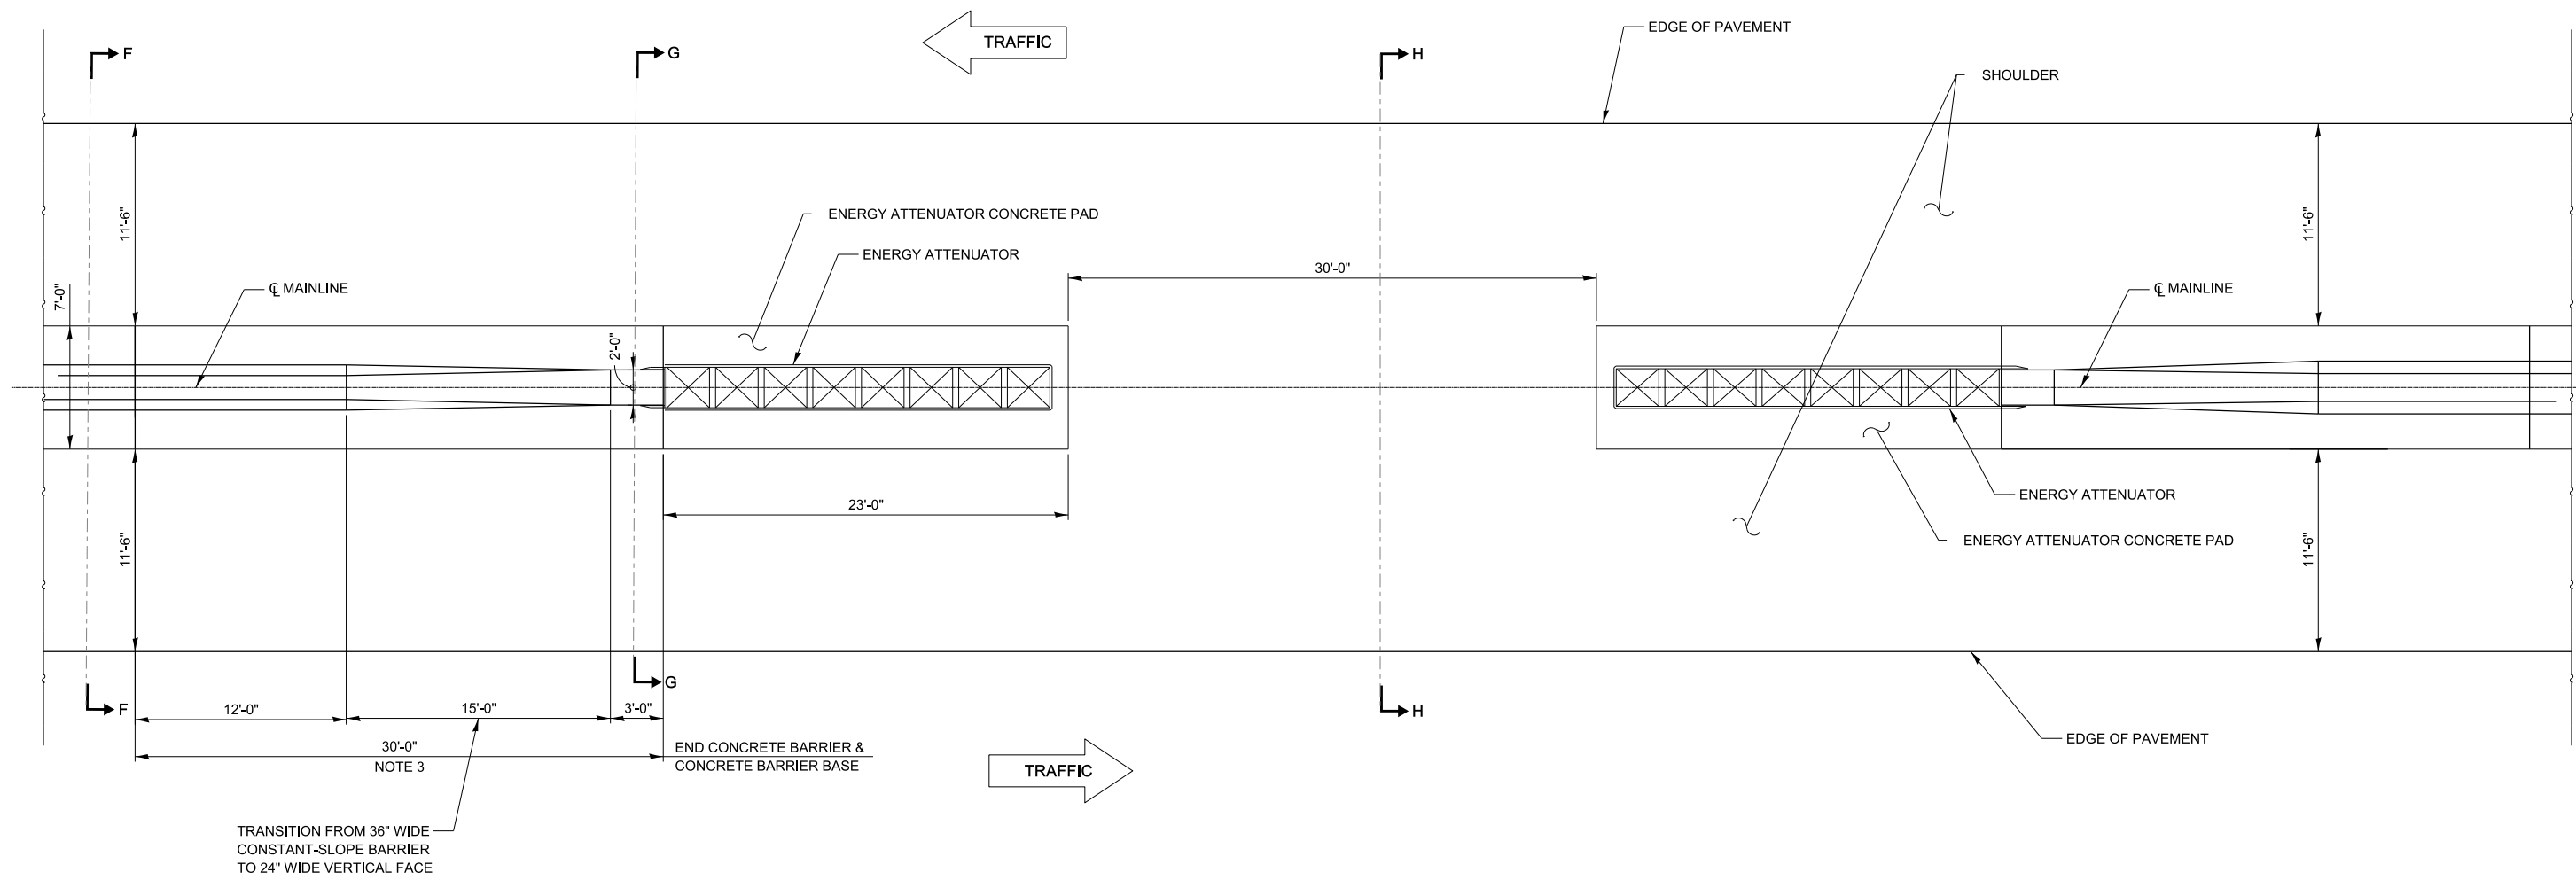 F
G
TRAFFIC
H
EDGE OF PAVEMENT
SHOULDER
11'-6"
ENERGY ATTENUATOR CONCRETE PAD
11'-6"
ENERGY ATTENUATOR
30'-0"
7'-0"
℄ MAINLINE
℄ MAINLINE
2'-0"
23'-0"
ENERGY ATTENUATOR
11'-6"
ENERGY ATTENUATOR CONCRETE PAD
11'-6"
F
G
H
12'-0"
15'-0"
3'-0"
EDGE OF PAVEMENT
30'-0"
NOTE 3
END CONCRETE BARRIER &
CONCRETE BARRIER BASE
TRAFFIC
TRANSITION FROM 36" WIDE
CONSTANT-SLOPE BARRIER
TO 24" WIDE VERTICAL FACE